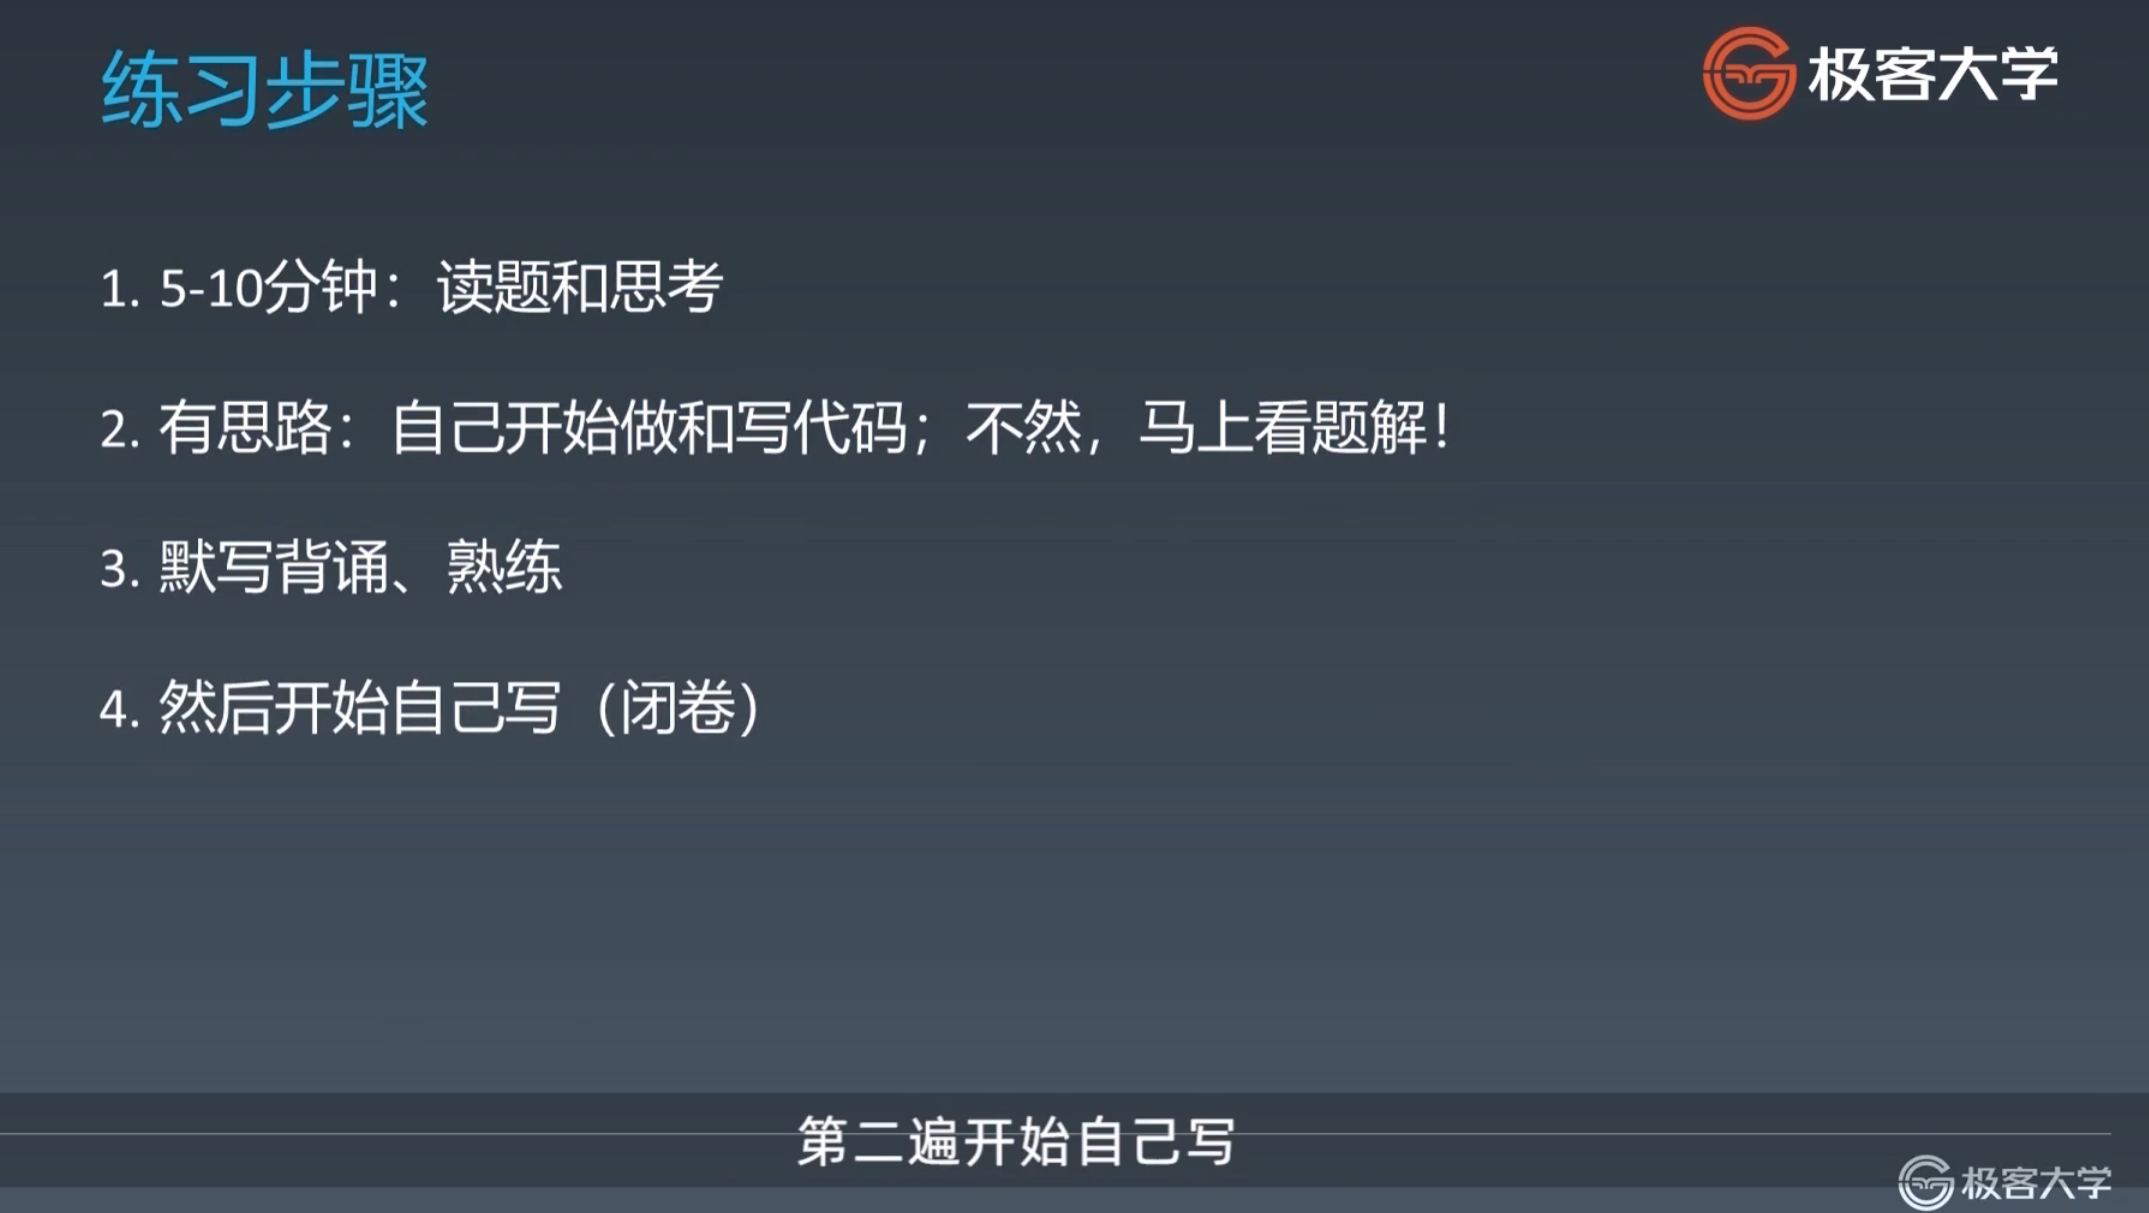 练习步骤
极客大学
1. 5-10分钟：读题和思考
2. 有思路：自己开始做和写代码；不然，马上看题解！
3. 默写背诵、熟练
4. 然后开始自己写（闭卷）
第二遍开始自己写
极客大学